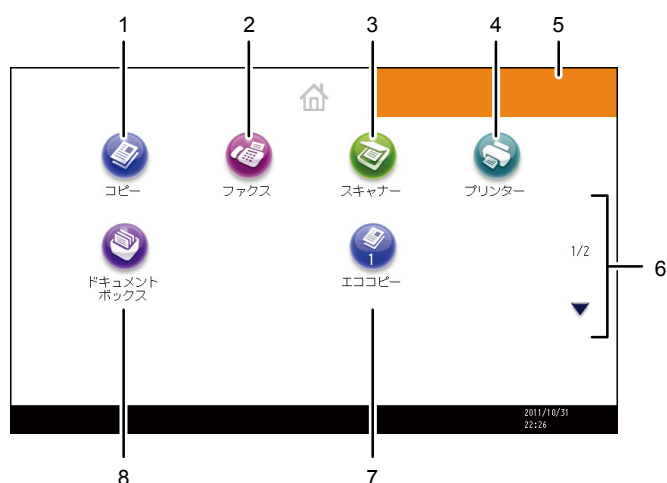 1 2 3 4 5
コピー ファクス スキャナー プリンター
1
ドキュメント
ボックス
エココピー
1/2
6
2011/10/31
22:26
8 7